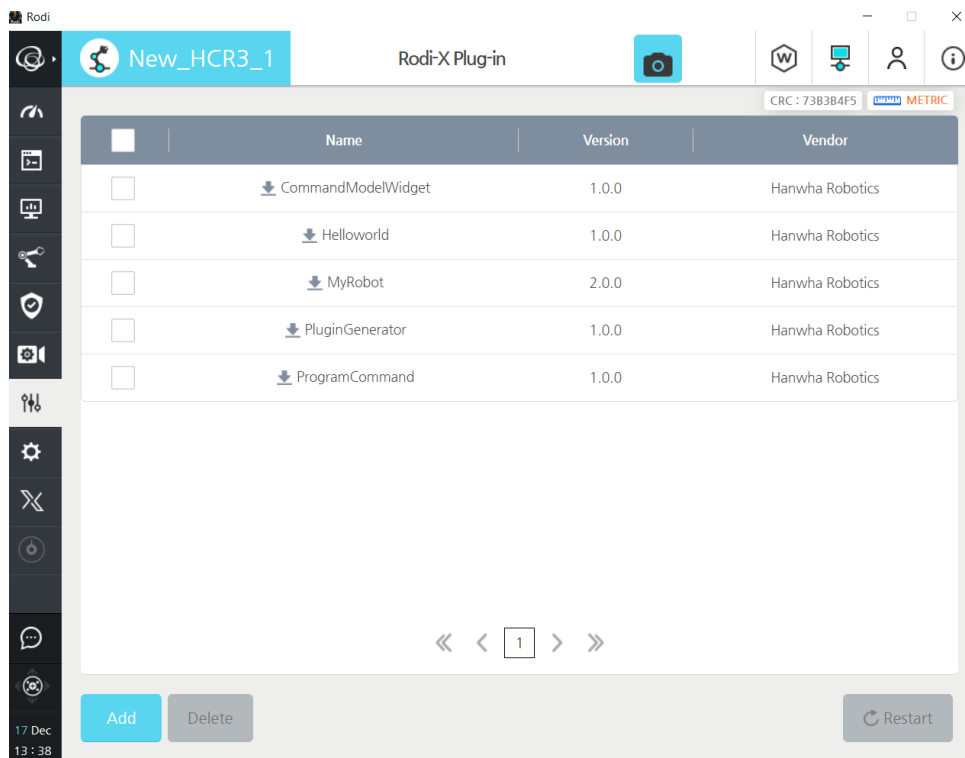 Rodi
New_HCR3_1
Rodi-X Plug-in
W
CRC : 73B3B4F5
METRIC
Name Version Vendor
CommandModelWidget 1.0.0 Hanwha Robotics
Helloworld 1.0.0 Hanwha Robotics
MyRobot 2.0.0 Hanwha Robotics
PluginGenerator 1.0.0 Hanwha Robotics
ProgramCommand 1.0.0 Hanwha Robotics
1
Add Delete Restart
17 Dec
13 : 38